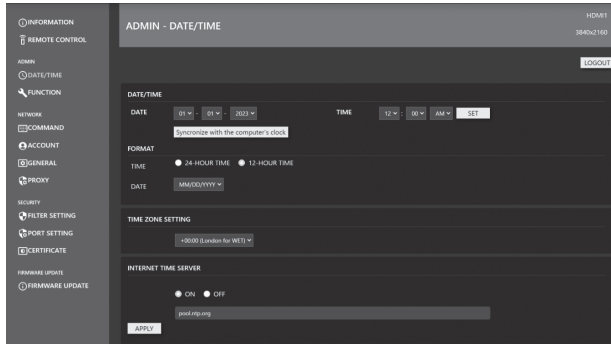 INFORMATION
REMOTE CONTROL
ADMIN
DATE/TIME
FUNCTION
NETWORK
COMMAND
ACCOUNT
GENERAL
PROXY
SECURITY
FILTER SETTING
PORT SETTING
CERTIFICATE
FIRMWARE UPDATE
FIRMWARE UPDATE
ADMIN - DATE/TIME
HDMI1
3840x2160
LOGOUT
DATE/TIME
DATE 01 - 01 - 2023 TIME 12 : 00 AM SET
Syncronize with the computer's clock
FORMAT
TIME 24-HOUR TIME 12-HOUR TIME
DATE MM/DD/YYYY
TIME ZONE SETTING
+00:00 (London for WET)
INTERNET TIME SERVER
ON OFF
pool.ntp.org
APPLY